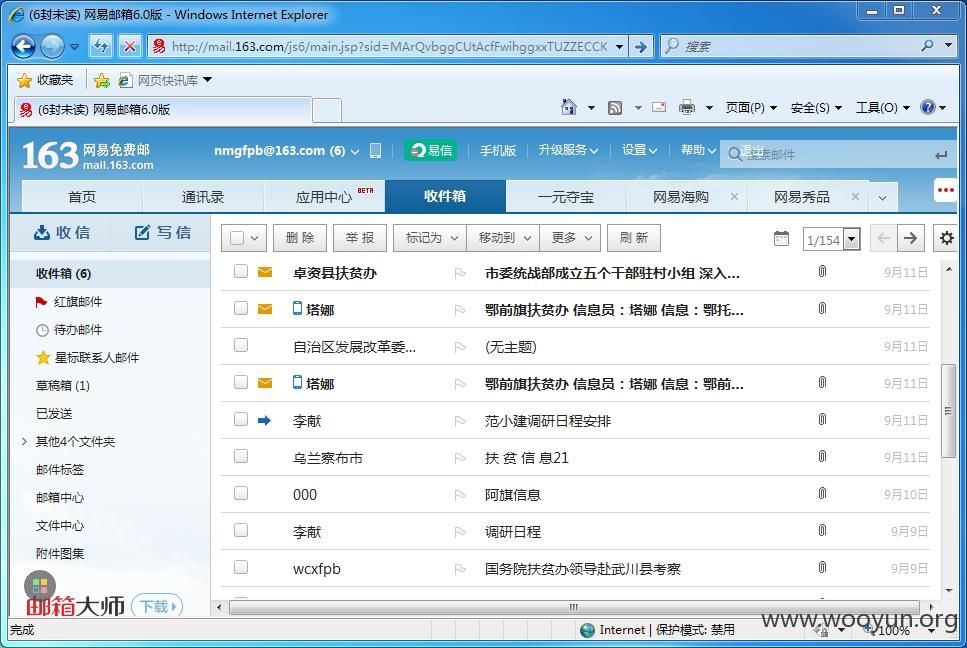 (6封未读) 网易邮箱6.0版 - Windows Internet Explorer
http://mail.163.com/js6/main.jsp?sid=MArQvbggCUtAcfFwihggxxTUZZECCK
搜索
收藏夹 网页快讯库
(6封未读) 网易邮箱6.0版
页面(P) 安全(S) 工具(O)
163 网易免费邮
mail.163.com
nmgfpb@163.com (6) 易信 手机版 升级服务 设置 帮助 退出
搜索邮件
首页 通讯录 应用中心 BETA 收件箱 一元夺宝 网易海购 × 网易秀品 ×
收信 写信
删除 举报 标记为 移动到 更多 刷新 1/154
收件箱 (6)
红旗邮件
待办邮件
星标联系人邮件
草稿箱 (1)
已发送
其他4个文件夹
邮件标签
邮箱中心
文件中心
附件图集
邮箱大师 下载
卓资县扶贫办 市委统战部成立五个干部驻村小组 深入... 9月11日
塔娜 鄂前旗扶贫办 信息员：塔娜 信息：鄂托... 9月11日
自治区发展改革委... (无主题) 9月11日
塔娜 鄂前旗扶贫办 信息员：塔娜 信息：鄂前... 9月11日
李献 范小建调研日程安排 9月11日
乌兰察布市 扶 贫 信 息21 9月11日
000 阿旗信息 9月10日
李献 调研日程 9月9日
wcxfpb 国务院扶贫办领导赴武川县考察 9月9日
www.wooyun.org
完成 Internet | 保护模式: 禁用 100%